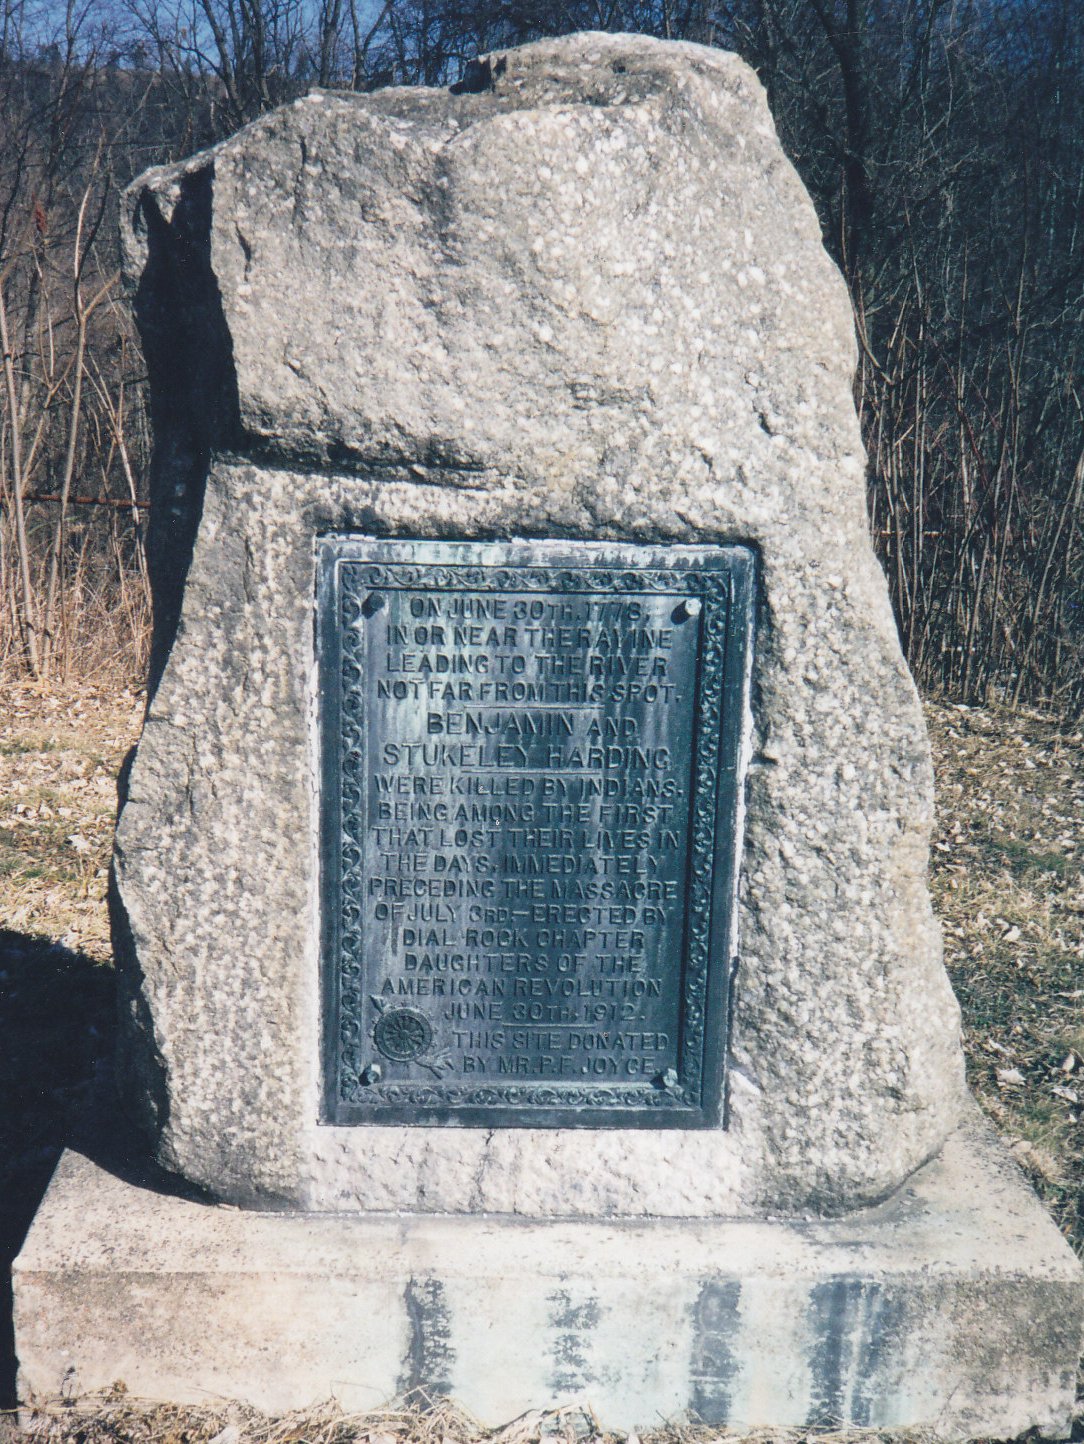 ON JUNE 30TH, 1778,
IN OR NEAR THE RAVINE
LEADING TO THE RIVER
NOT FAR FROM THIS SPOT.
BENJAMIN AND
STUKELEY HARDING
WERE KILLED BY INDIANS.
BEING AMONG THE FIRST
THAT LOST THEIR LIVES IN
THE DAYS, IMMEDIATELY
PRECEDING THE MASSACRE
OF JULY 3RD.—ERECTED BY
DIAL ROCK CHAPTER
DAUGHTERS OF THE
AMERICAN REVOLUTION
JUNE 30TH, 1912.
THIS SITE DONATED
BY MR. P. F. JOYCE.